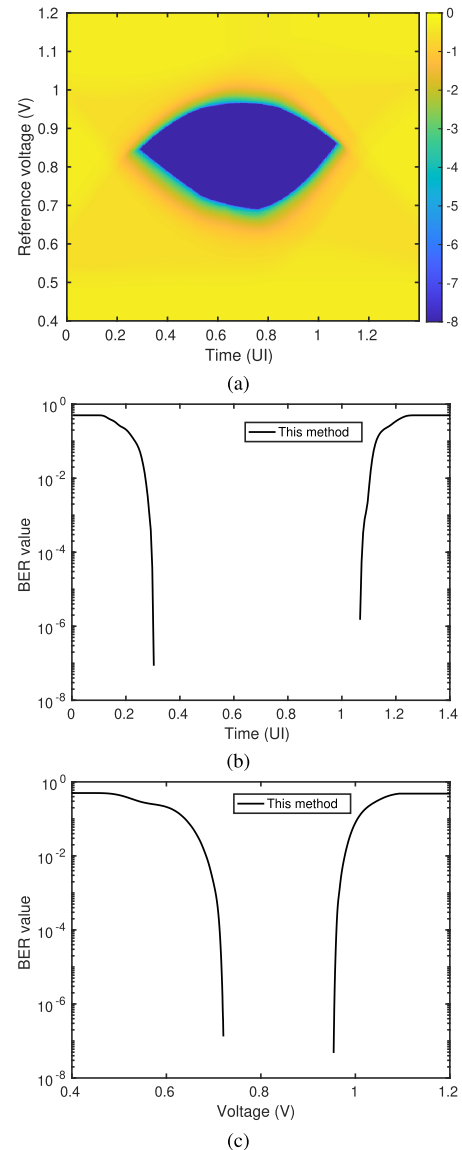 1.2
1.1
1
0.9
0.8
0.7
0.6
0.5
0.4
Reference voltage (V)
0 0.2 0.4 0.6 0.8 1 1.2
Time (UI)
0
-1
-2
-3
-4
-5
-6
-7
-8
(a)
10^0
10^-2
10^-4
10^-6
10^-8
BER value
This method
0 0.2 0.4 0.6 0.8 1 1.2 1.4
Time (UI)
(b)
10^0
10^-2
10^-4
10^-6
10^-8
BER value
This method
0.4 0.6 0.8 1 1.2
Voltage (V)
(c)